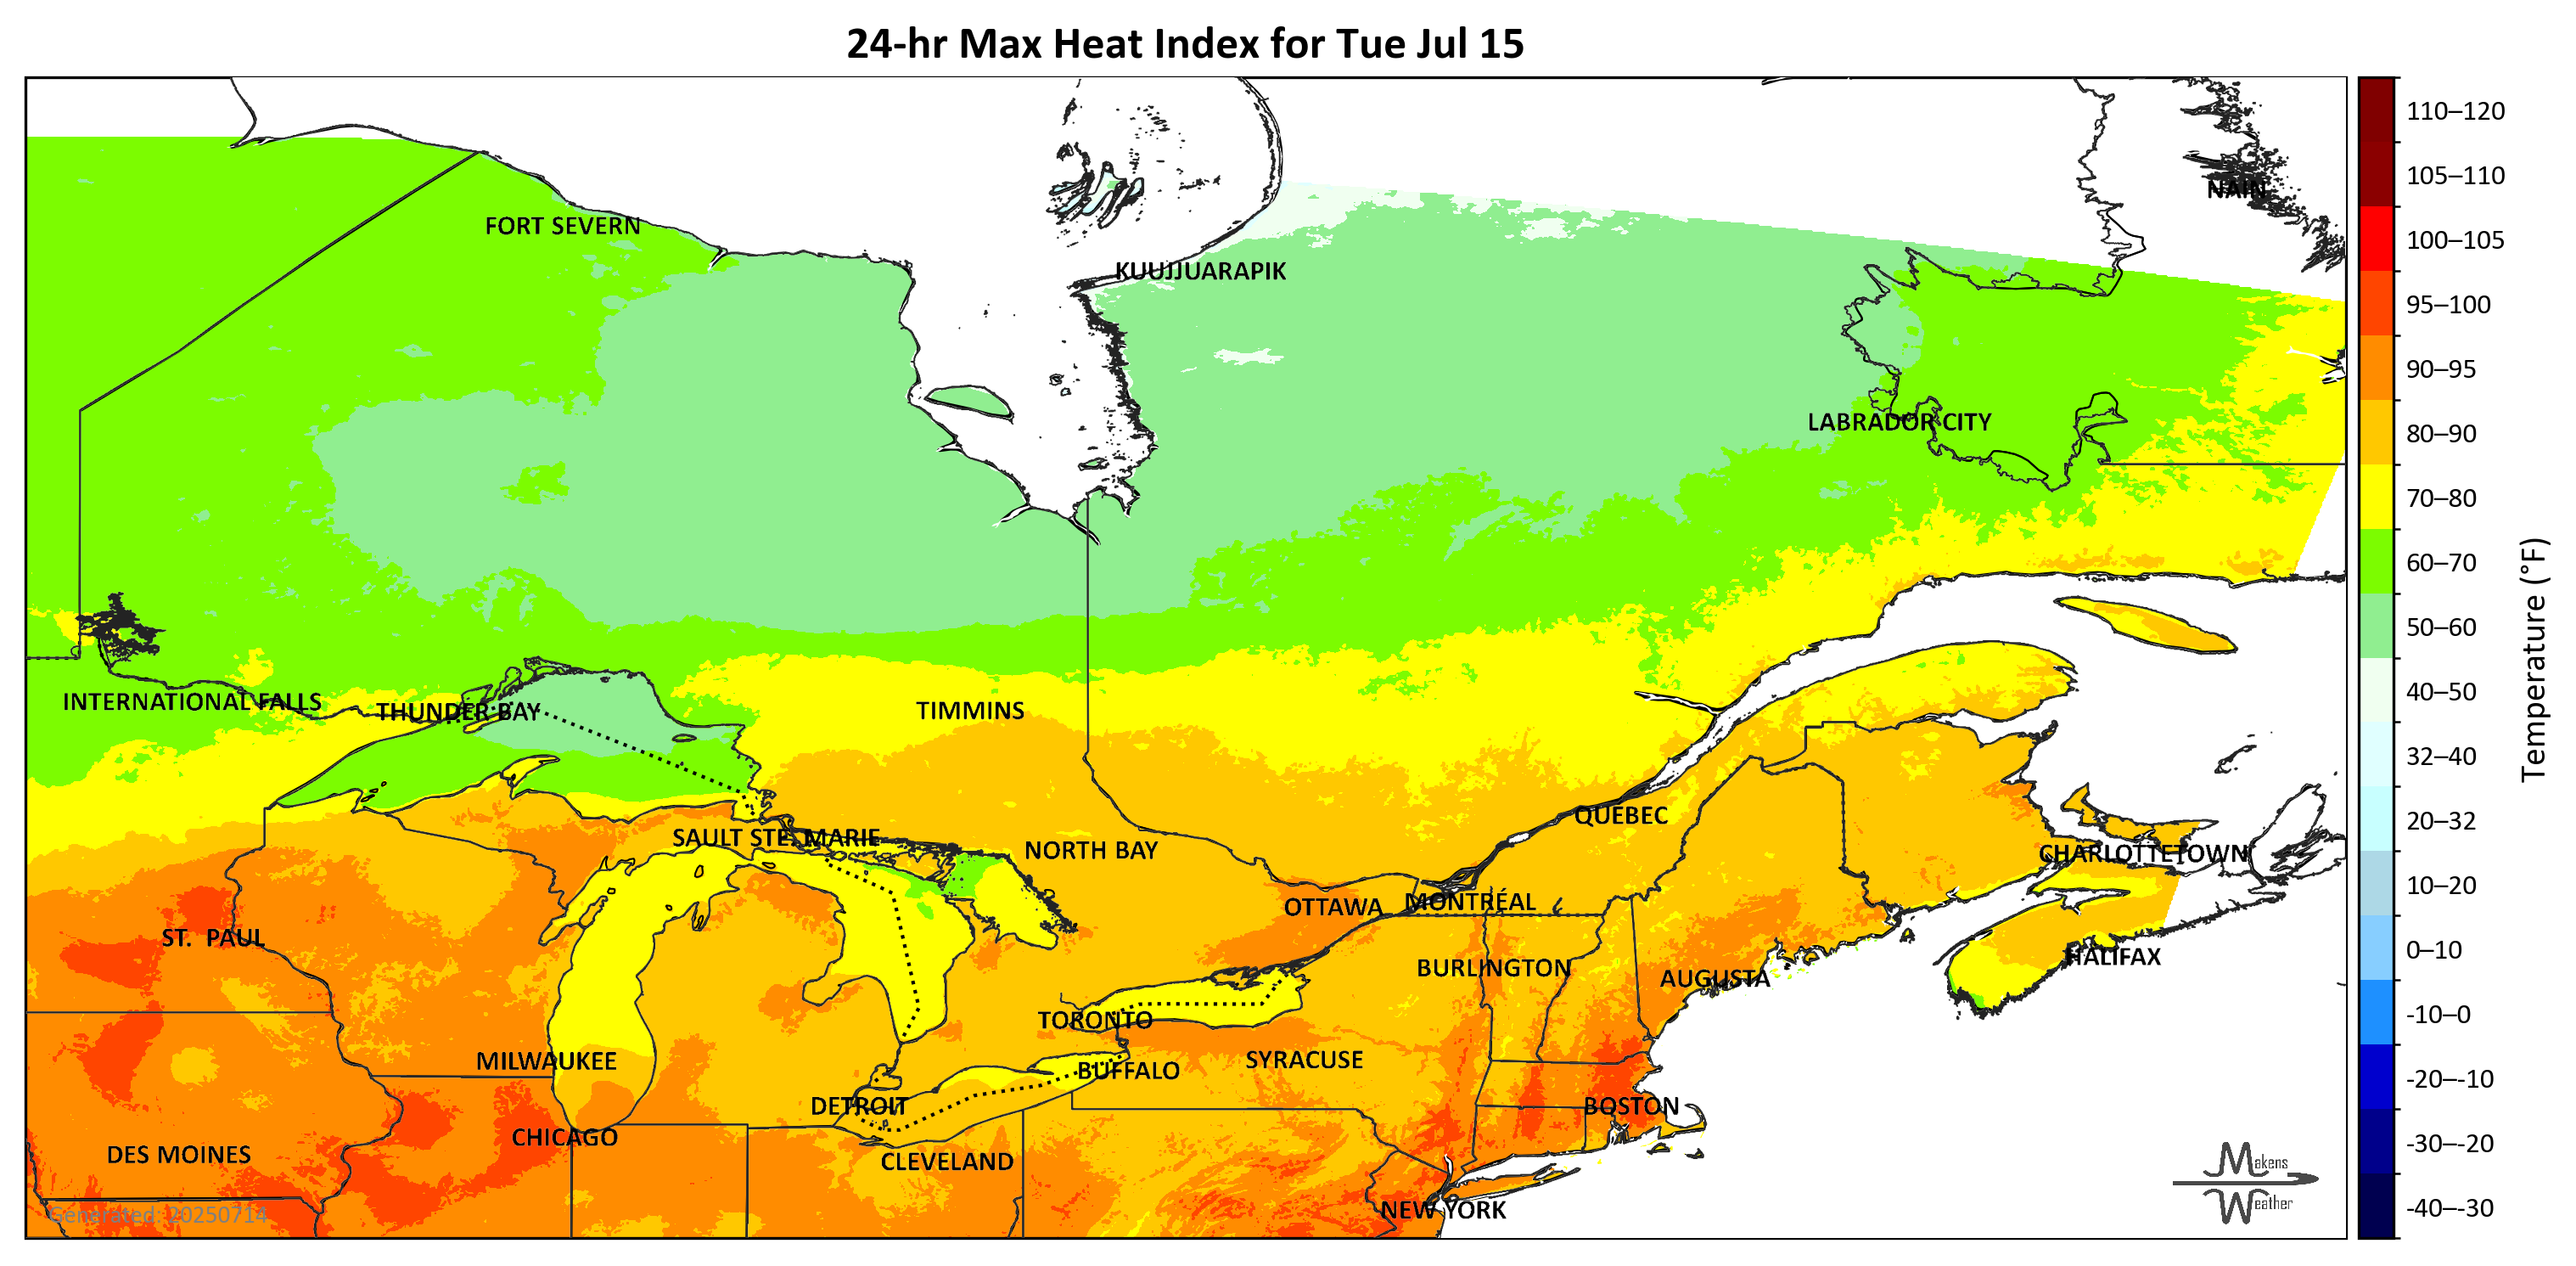 24-hr Max Heat Index for Tue Jul 15
NAIN
FORT SEVERN
KUUJJUARAPIK
LABRADOR CITY
INTERNATIONAL FALLS
THUNDER BAY
TIMMINS
QUEBEC
SAULT STE. MARIE
NORTH BAY
CHARLOTTETOWN
OTTAWA
MONTRÉAL
ST. PAUL
HALIFAX
BURLINGTON
AUGUSTA
TORONTO
MILWAUKEE
SYRACUSE
BUFFALO
DETROIT
BOSTON
CHICAGO
DES MOINES
CLEVELAND
NEW YORK
Generated: 20250714
Makens
Weather
110–120
105–110
100–105
95–100
90–95
80–90
70–80
60–70
50–60
40–50
32–40
20–32
10–20
0–10
-10–0
-20–-10
-30–-20
-40–-30
Temperature (°F)